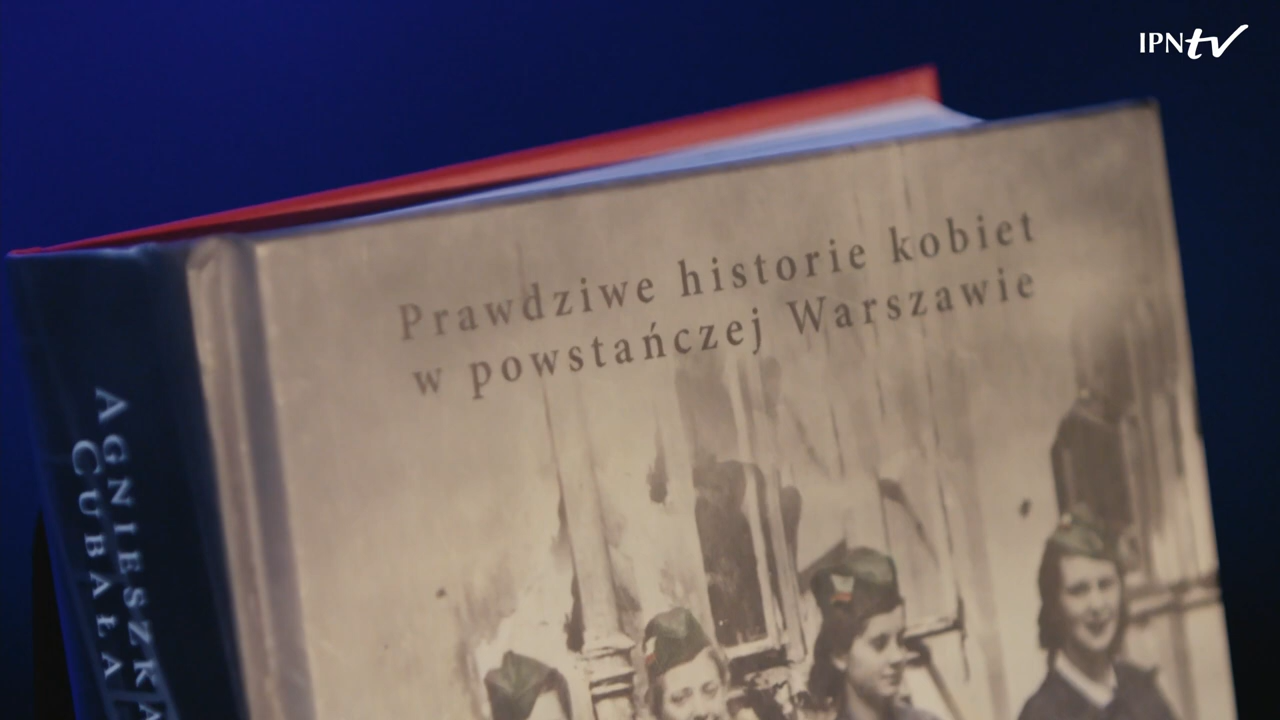 IPNtv
Prawdziwe historie kobiet
w powstańczej Warszawie
AGNIESZKA
CUBAŁA